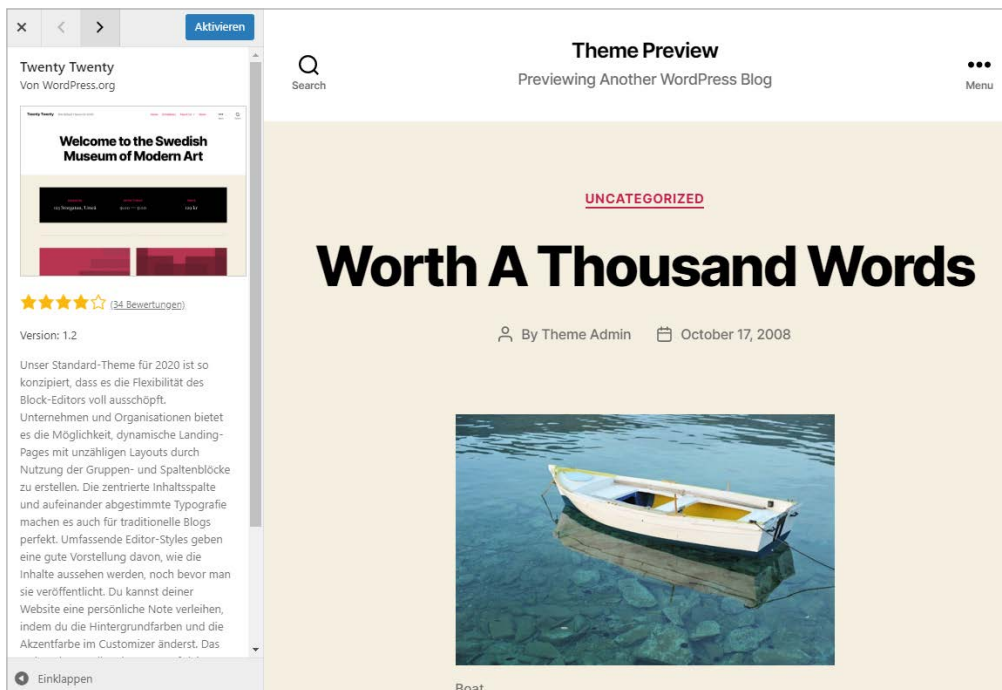 Aktivieren
Twenty Twenty
Von WordPress.org
Twenty Twenty
Welcome to the Swedish
Museum of Modern Art
(34 Bewertungen)
Version: 1.2
Unser Standard-Theme für 2020 ist so
konzipiert, dass es die Flexibilität des
Block-Editors voll ausschöpft.
Unternehmen und Organisationen bietet
es die Möglichkeit, dynamische Landing-
Pages mit unzähligen Layouts durch
Nutzung der Gruppen- und Spaltenblöcke
zu erstellen. Die zentrierte Inhaltsspalte
und aufeinander abgestimmte Typografie
machen es auch für traditionelle Blogs
perfekt. Umfassende Editor-Styles geben
eine gute Vorstellung davon, wie die
Inhalte aussehen werden, noch bevor man
sie veröffentlicht. Du kannst deiner
Website eine persönliche Note verleihen,
indem du die Hintergrundfarben und die
Akzentfarbe im Customizer änderst. Das
Einklappen
Search
Theme Preview
Previewing Another WordPress Blog
Menu
UNCATEGORIZED
Worth A Thousand Words
By Theme Admin October 17, 2008
Boat